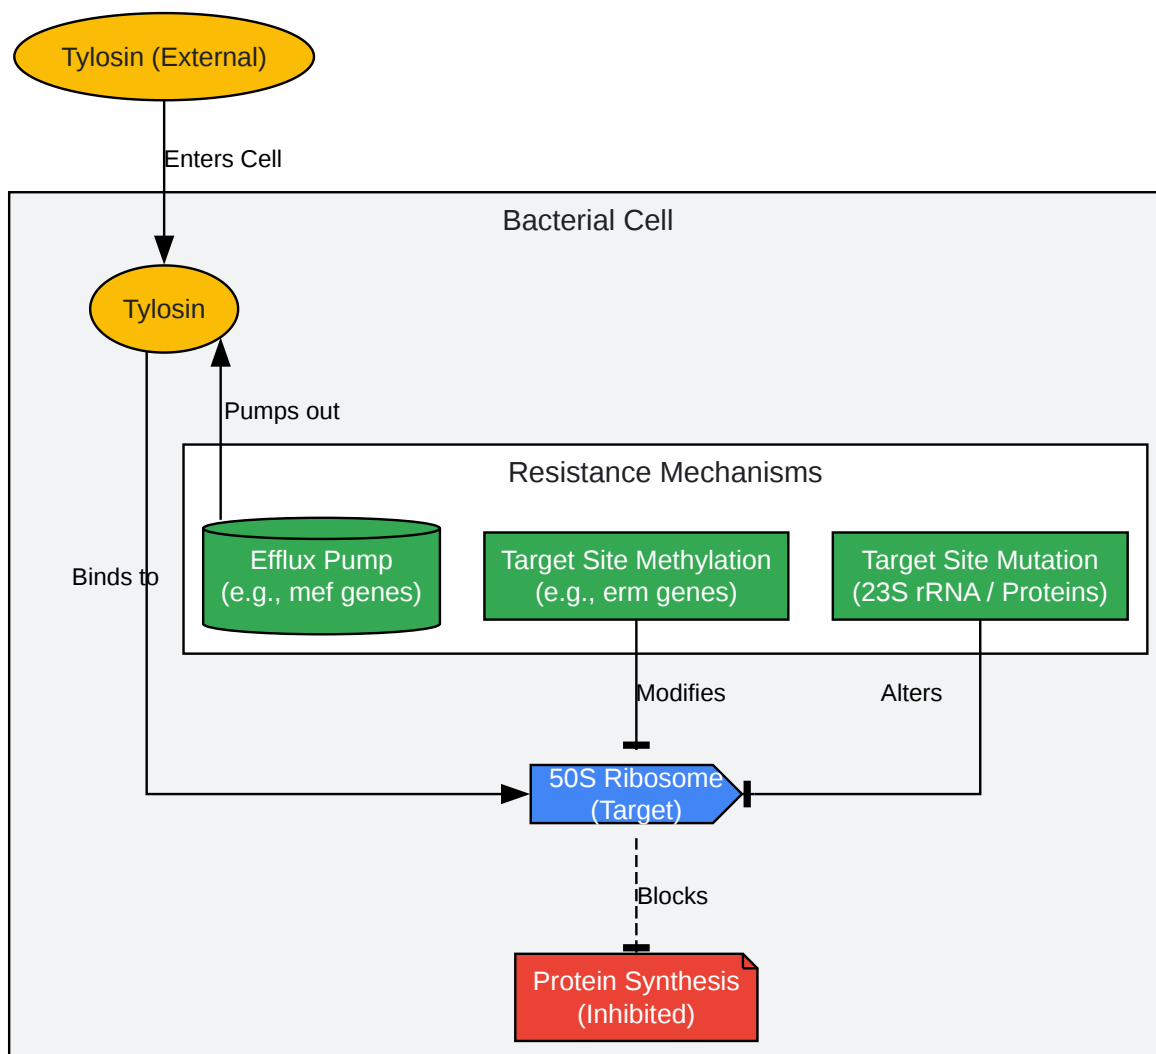 Tylosin (External)
Enters Cell
Bacterial Cell
Tylosin
Pumps out
Resistance Mechanisms
Efflux Pump
(e.g., mef genes)
Target Site Methylation
(e.g., erm genes)
Target Site Mutation
(23S rRNA / Proteins)
Binds to
Modifies
Alters
50S Ribosome
(Target)
Blocks
Protein Synthesis
(Inhibited)